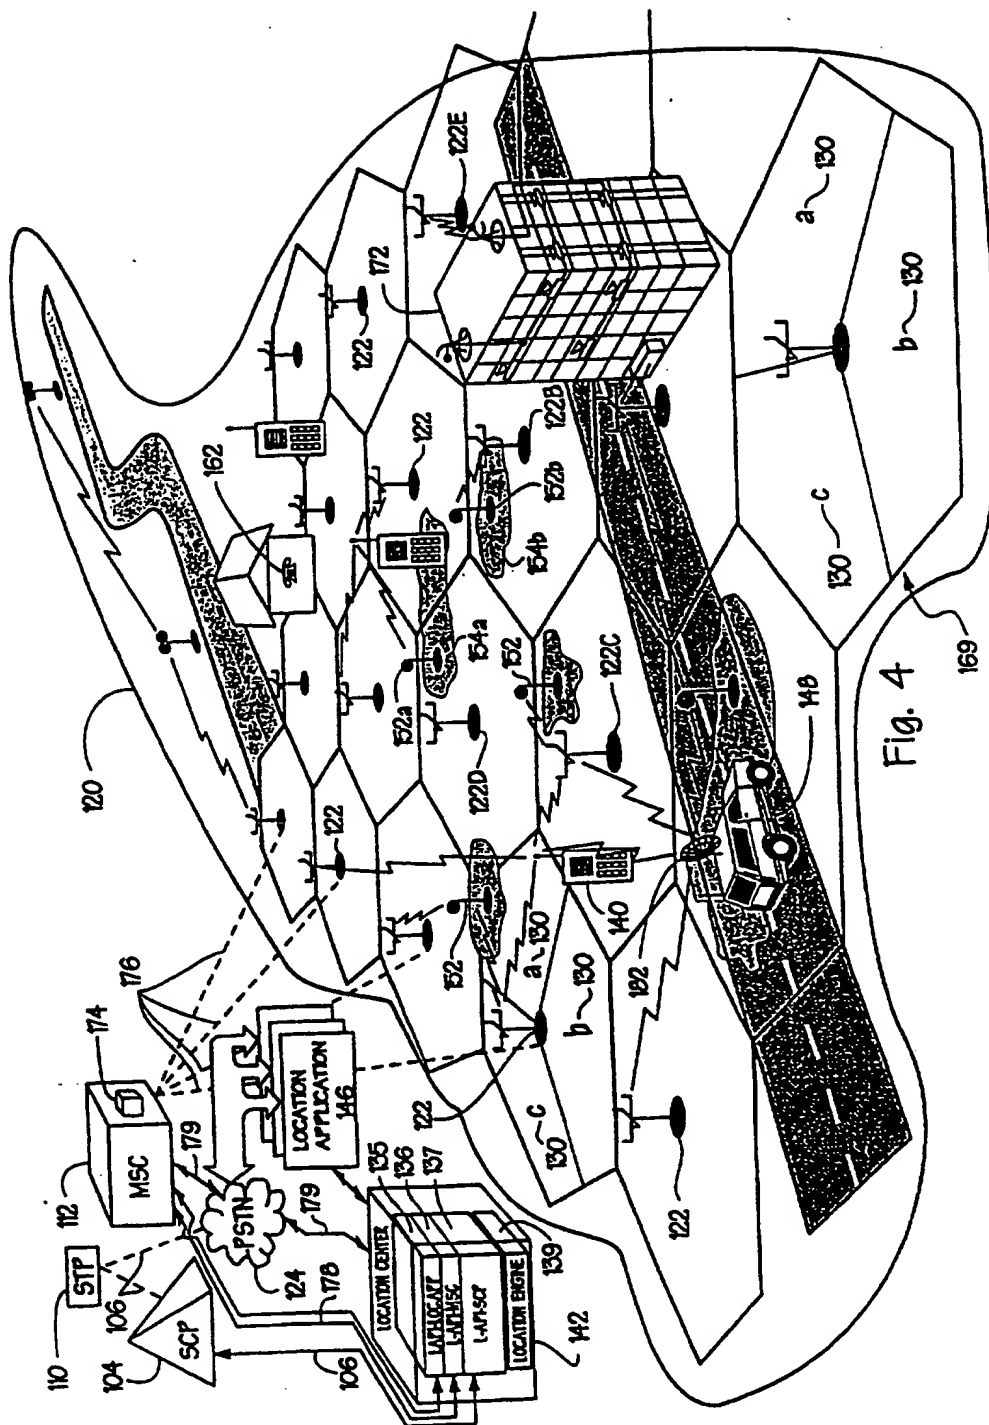 110
STP
106
104
SCP
106
178
124
PSTN
179
112
MSC
174
179
176
LOCATION CENTER
135
136
137
139
L-API-LOC-APP
L-API-MSC
L-API-SCP
LOCATION ENGINE
142
LOCATION
APPLICATION
146
120
162
122
122
122
172
122E
130
c
122
152
a
130
b
130
140
182
122
152a
154a
122D
152
122C
154b
152b
122B
148
169
Fig. 4
130
c
a
130
b
130